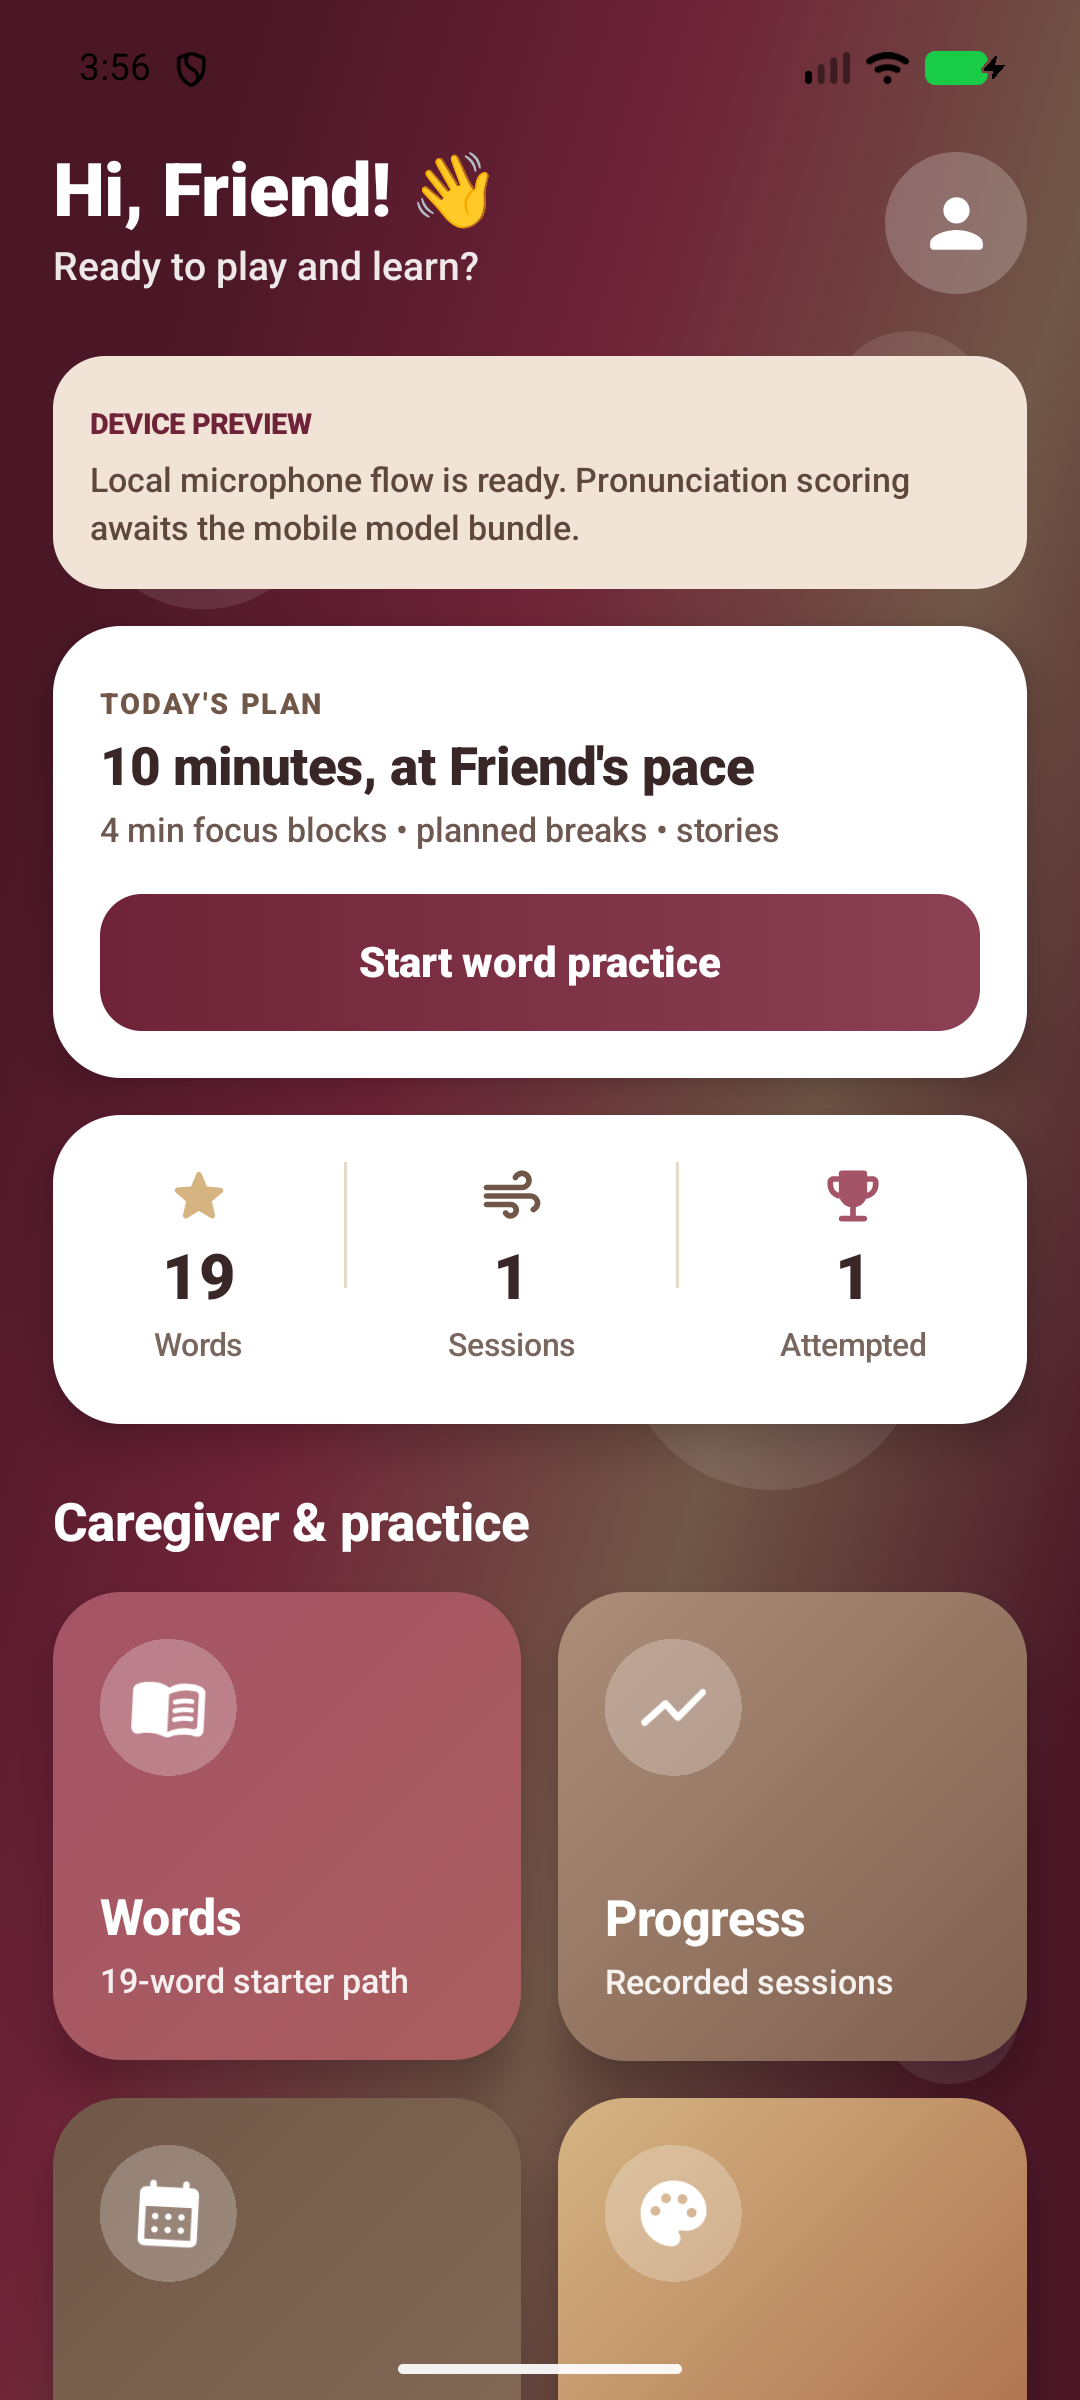 3:56
Hi, Friend! 👋
Ready to play and learn?
DEVICE PREVIEW
Local microphone flow is ready. Pronunciation scoring
awaits the mobile model bundle.
TODAY'S PLAN
10 minutes, at Friend's pace
4 min focus blocks • planned breaks • stories
Start word practice
19
Words
1
Sessions
1
Attempted
Caregiver & practice
Words
19-word starter path
Progress
Recorded sessions